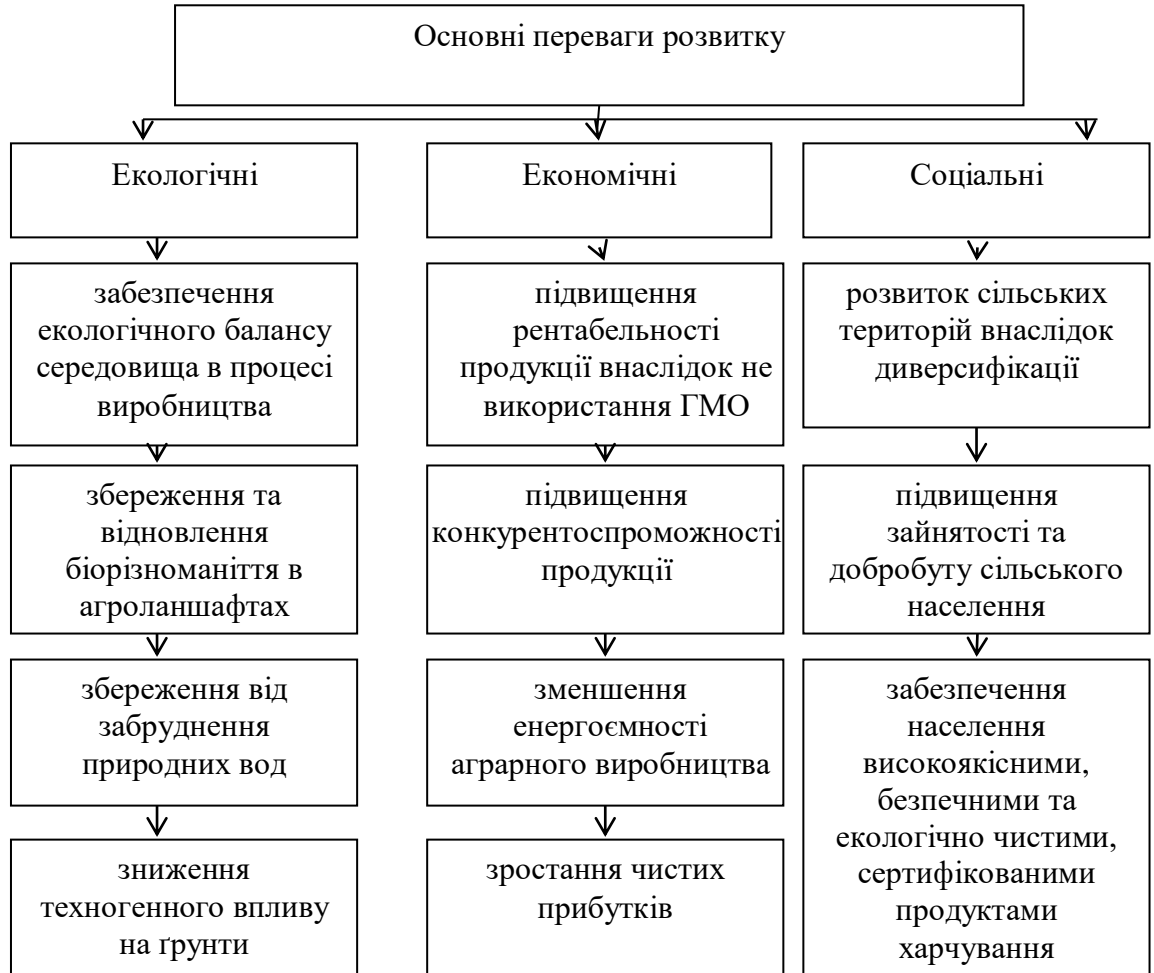 Основні переваги розвитку
Екологічні
Економічні
Соціальні
забезпечення
екологічного балансу
середовища в процесі
виробництва
підвищення
рентабельності
продукції внаслідок не
використання ГМО
розвиток сільських
територій внаслідок
диверсифікації
збереження та
відновлення
біорізноманіття в
агроланшафтах
підвищення
конкурентоспроможності
продукції
підвищення
зайнятості та
добробуту сільського
населення
збереження від
забруднення
природних вод
зменшення
енергоємності
аграрного виробництва
забезпечення
населення
високоякісними,
безпечними та
екологічно чистими,
сертифікованими
продуктами
харчування
зниження
техногенного впливу
на ґрунти
зростання чистих
прибутків